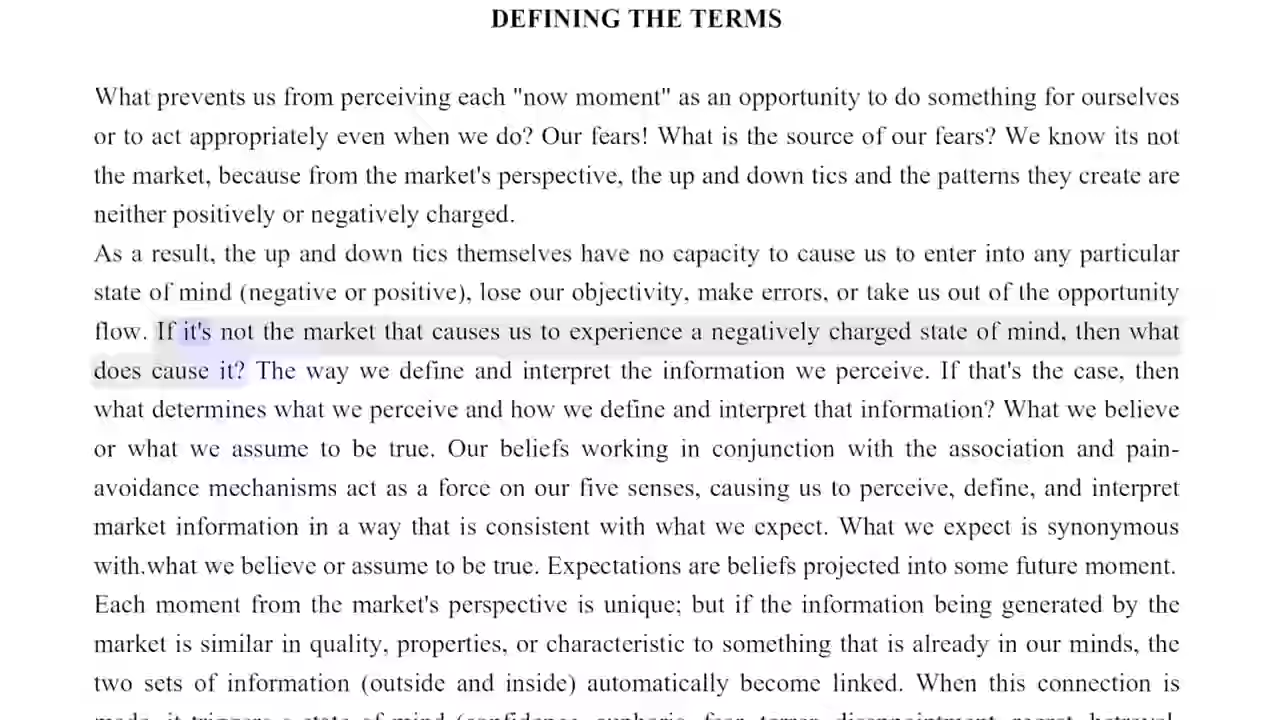 DEFINING THE TERMS
What prevents us from perceiving each "now moment" as an opportunity to do something for ourselves
or to act appropriately even when we do? Our fears! What is the source of our fears? We know its not
the market, because from the market's perspective, the up and down tics and the patterns they create are
neither positively or negatively charged.
As a result, the up and down tics themselves have no capacity to cause us to enter into any particular
state of mind (negative or positive), lose our objectivity, make errors, or take us out of the opportunity
flow. If it's not the market that causes us to experience a negatively charged state of mind, then what
does cause it? The way we define and interpret the information we perceive. If that's the case, then
what determines what we perceive and how we define and interpret that information? What we believe
or what we assume to be true. Our beliefs working in conjunction with the association and pain-
avoidance mechanisms act as a force on our five senses, causing us to perceive, define, and interpret
market information in a way that is consistent with what we expect. What we expect is synonymous
with.what we believe or assume to be true. Expectations are beliefs projected into some future moment.
Each moment from the market's perspective is unique; but if the information being generated by the
market is similar in quality, properties, or characteristic to something that is already in our minds, the
two sets of information (outside and inside) automatically become linked. When this connection is
made, it triggers a state of mind (confidence, euphoria, fear, terror, disappointment, regret, betrayal,